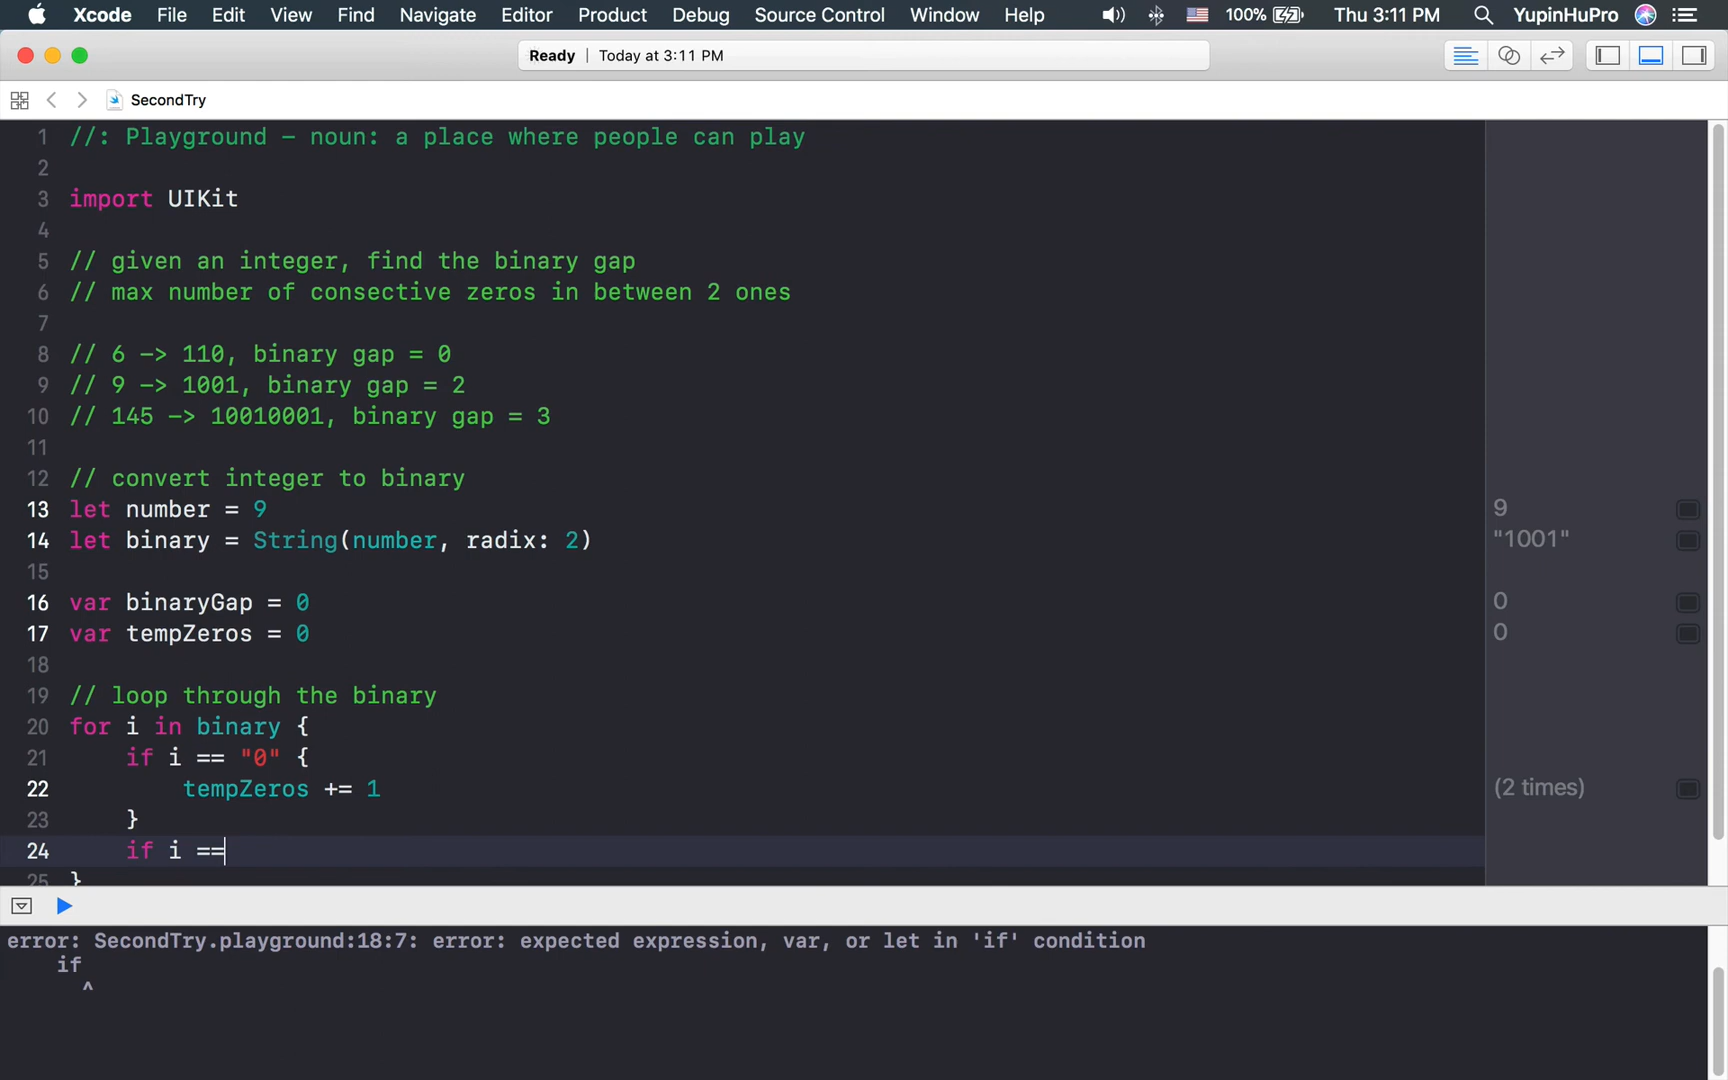 Xcode File Edit View Find Navigate Editor Product Debug Source Control Window Help 100% Thu 3:11 PM YupinHuPro
Ready | Today at 3:11 PM
SecondTry
1 //: Playground - noun: a place where people can play
2
3 import UIKit
4
5 // given an integer, find the binary gap
6 // max number of consective zeros in between 2 ones
7
8 // 6 -> 110, binary gap = 0
9 // 9 -> 1001, binary gap = 2
10 // 145 -> 10010001, binary gap = 3
11
12 // convert integer to binary
13 let number = 9 9
14 let binary = String(number, radix: 2) "1001"
15
16 var binaryGap = 0 0
17 var tempZeros = 0 0
18
19 // loop through the binary
20 for i in binary {
21 if i == "0" {
22 tempZeros += 1 (2 times)
23 }
24 if i ==
25 }
error: SecondTry.playground:18:7: error: expected expression, var, or let in 'if' condition
if
^